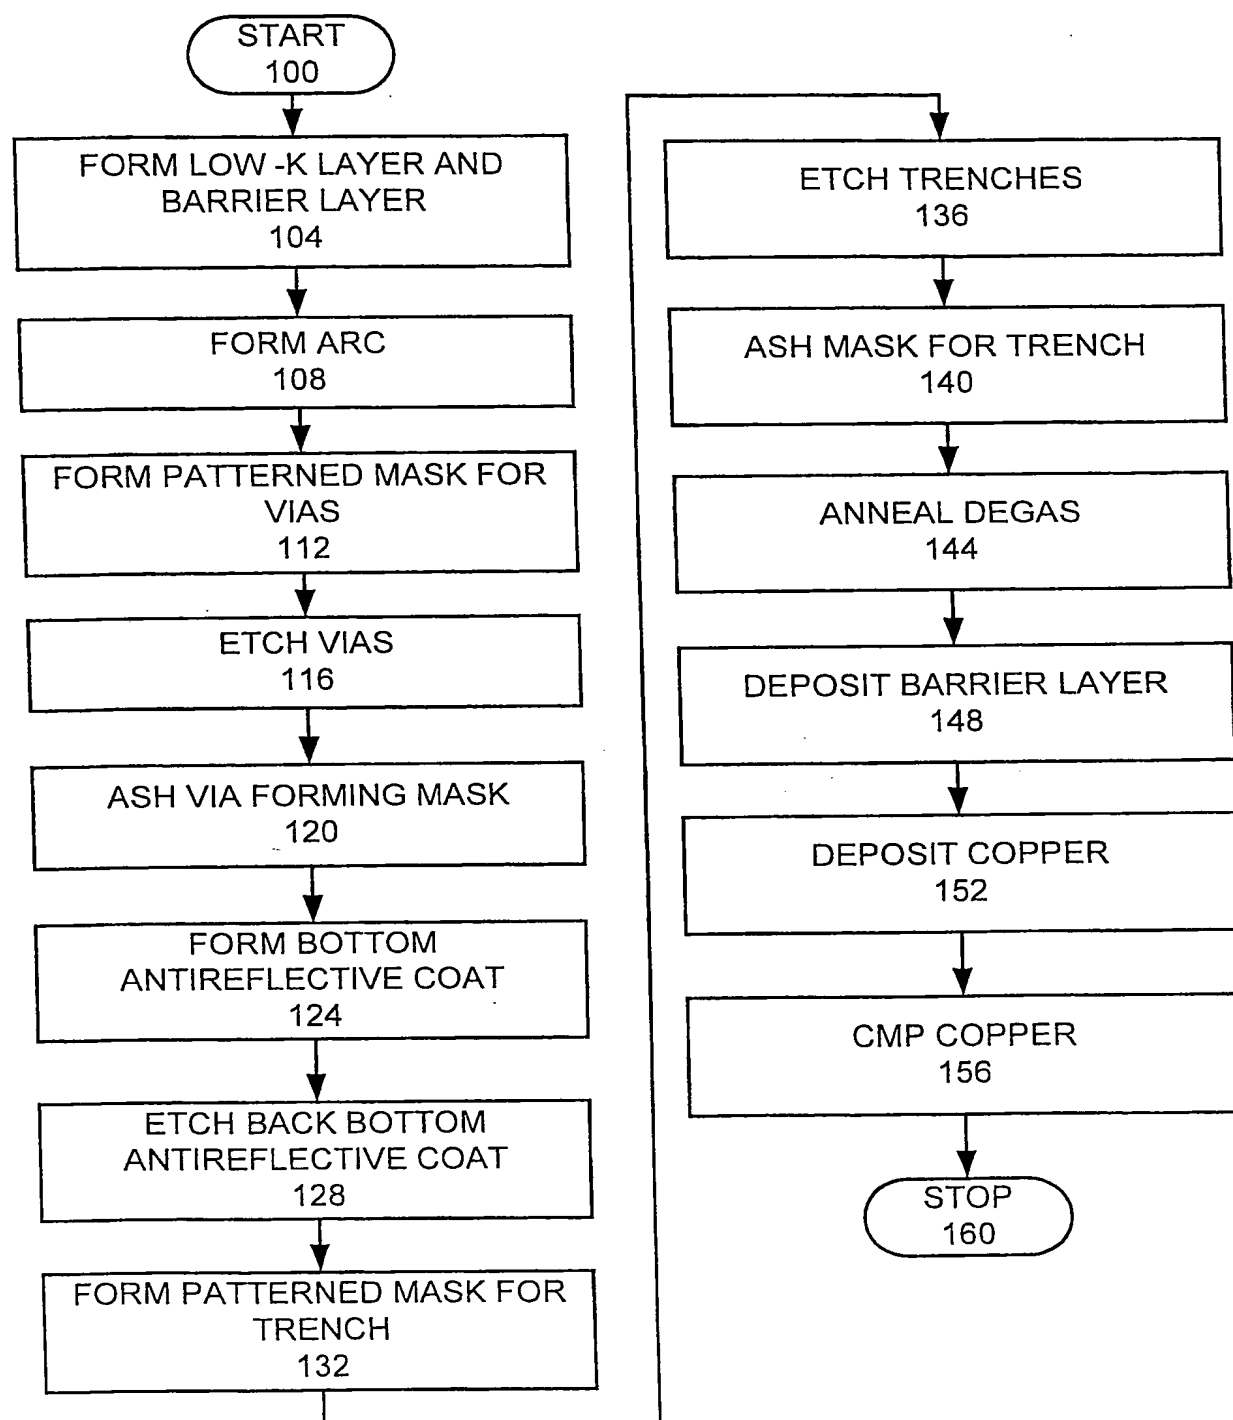 START
100
FORM LOW -K LAYER AND
BARRIER LAYER
104
FORM ARC
108
FORM PATTERNED MASK FOR
VIAS
112
ETCH VIAS
116
ASH VIA FORMING MASK
120
FORM BOTTOM
ANTIREFLECTIVE COAT
124
ETCH BACK BOTTOM
ANTIREFLECTIVE COAT
128
FORM PATTERNED MASK FOR
TRENCH
132
ETCH TRENCHES
136
ASH MASK FOR TRENCH
140
ANNEAL DEGAS
144
DEPOSIT BARRIER LAYER
148
DEPOSIT COPPER
152
CMP COPPER
156
STOP
160